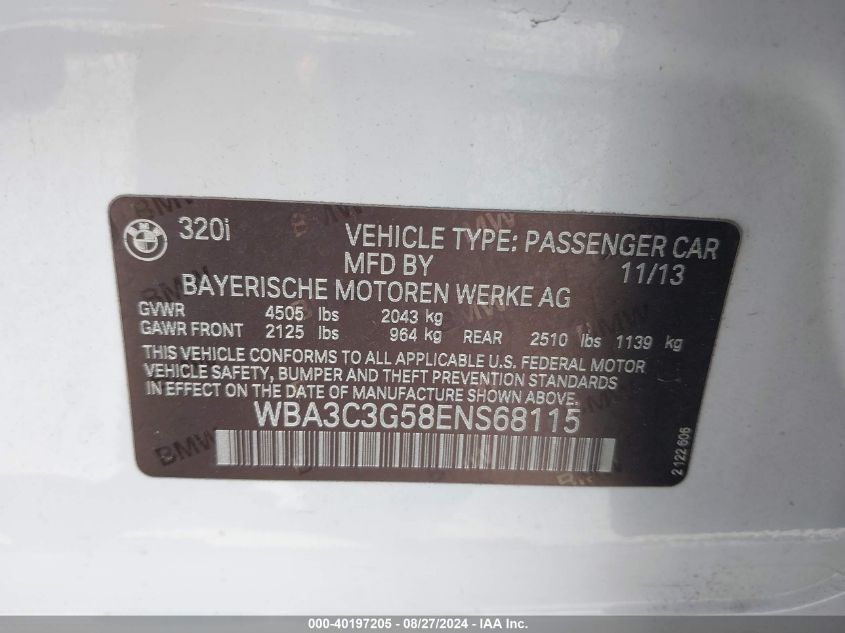 320i
VEHICLE TYPE: PASSENGER CAR
MFD BY 11/13
BAYERISCHE MOTOREN WERKE AG
GVWR 4505 lbs 2043 kg
GAWR FRONT 2125 lbs 964 kg REAR 2510 lbs 1139 kg
THIS VEHICLE CONFORMS TO ALL APPLICABLE U.S. FEDERAL MOTOR
VEHICLE SAFETY, BUMPER AND THEFT PREVENTION STANDARDS
IN EFFECT ON THE DATE OF MANUFACTURE SHOWN ABOVE.
WBA3C3G58ENS68115
2 122 606
000-40197205 - 08/27/2024 - IAA Inc.